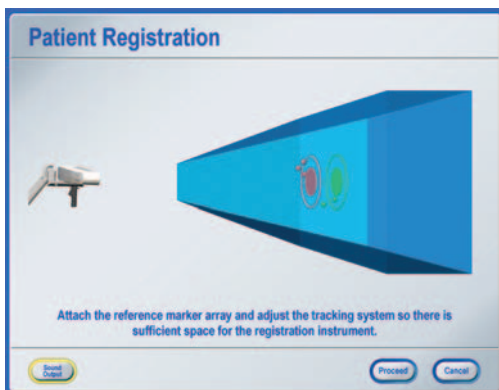 Patient Registration
Attach the reference marker array and adjust the tracking system so there is
sufficient space for the registration instrument.
Sound
Output
Proceed
Cancel